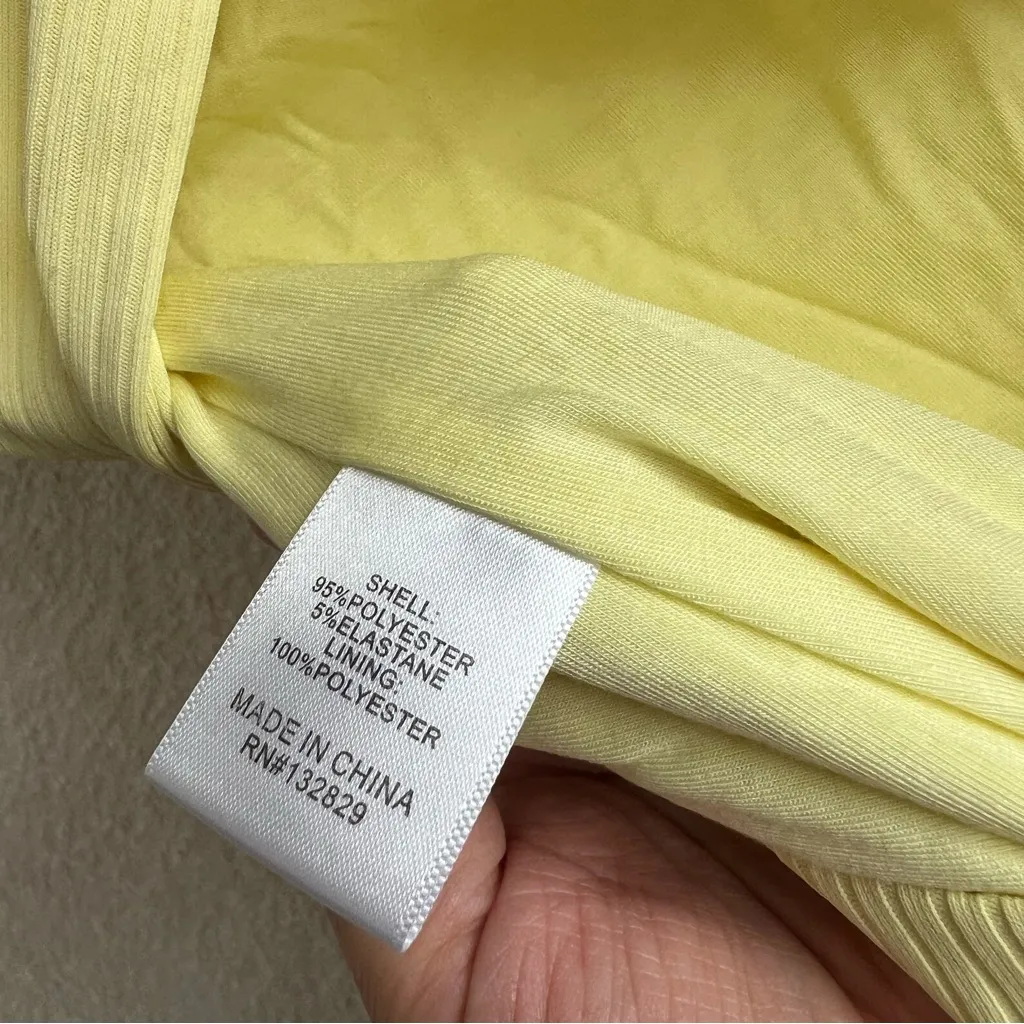 SHELL:
95%POLYESTER
5%ELASTANE
LINING:
100%POLYESTER
MADE IN CHINA
RN#132829